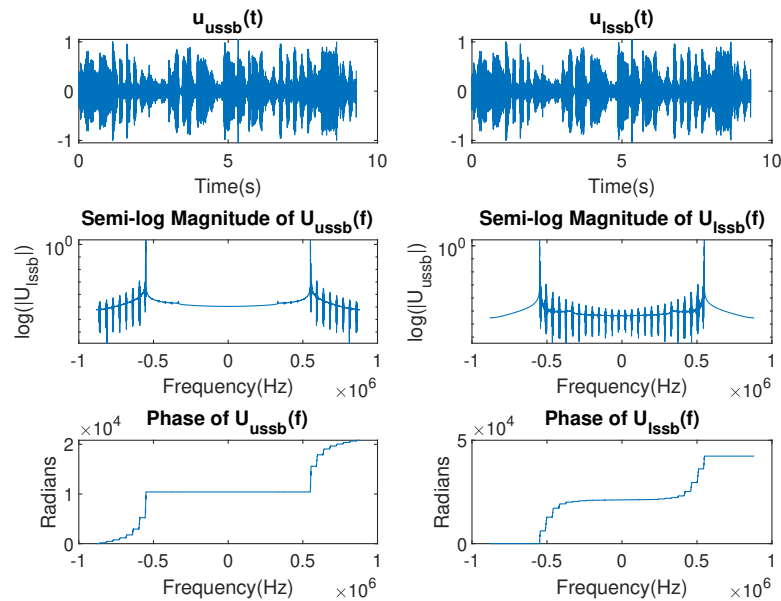 u_ussb(t)
1
0
-1
0 5 10
Time(s)
u_lssb(t)
1
0
-1
0 5 10
Time(s)
Semi-log Magnitude of U_ussb(f)
log(|U_lssb|)
10^0
-1 -0.5 0 0.5 1
Frequency(Hz) ×10^6
Semi-log Magnitude of U_lssb(f)
log(|U_ussb|)
10^0
-1 -0.5 0 0.5 1
Frequency(Hz) ×10^6
Phase of U_ussb(f)
×10^4
Radians
2
1
0
-1 -0.5 0 0.5 1
Frequency(Hz) ×10^6
Phase of U_lssb(f)
×10^4
Radians
5
0
-1 -0.5 0 0.5 1
Frequency(Hz) ×10^6